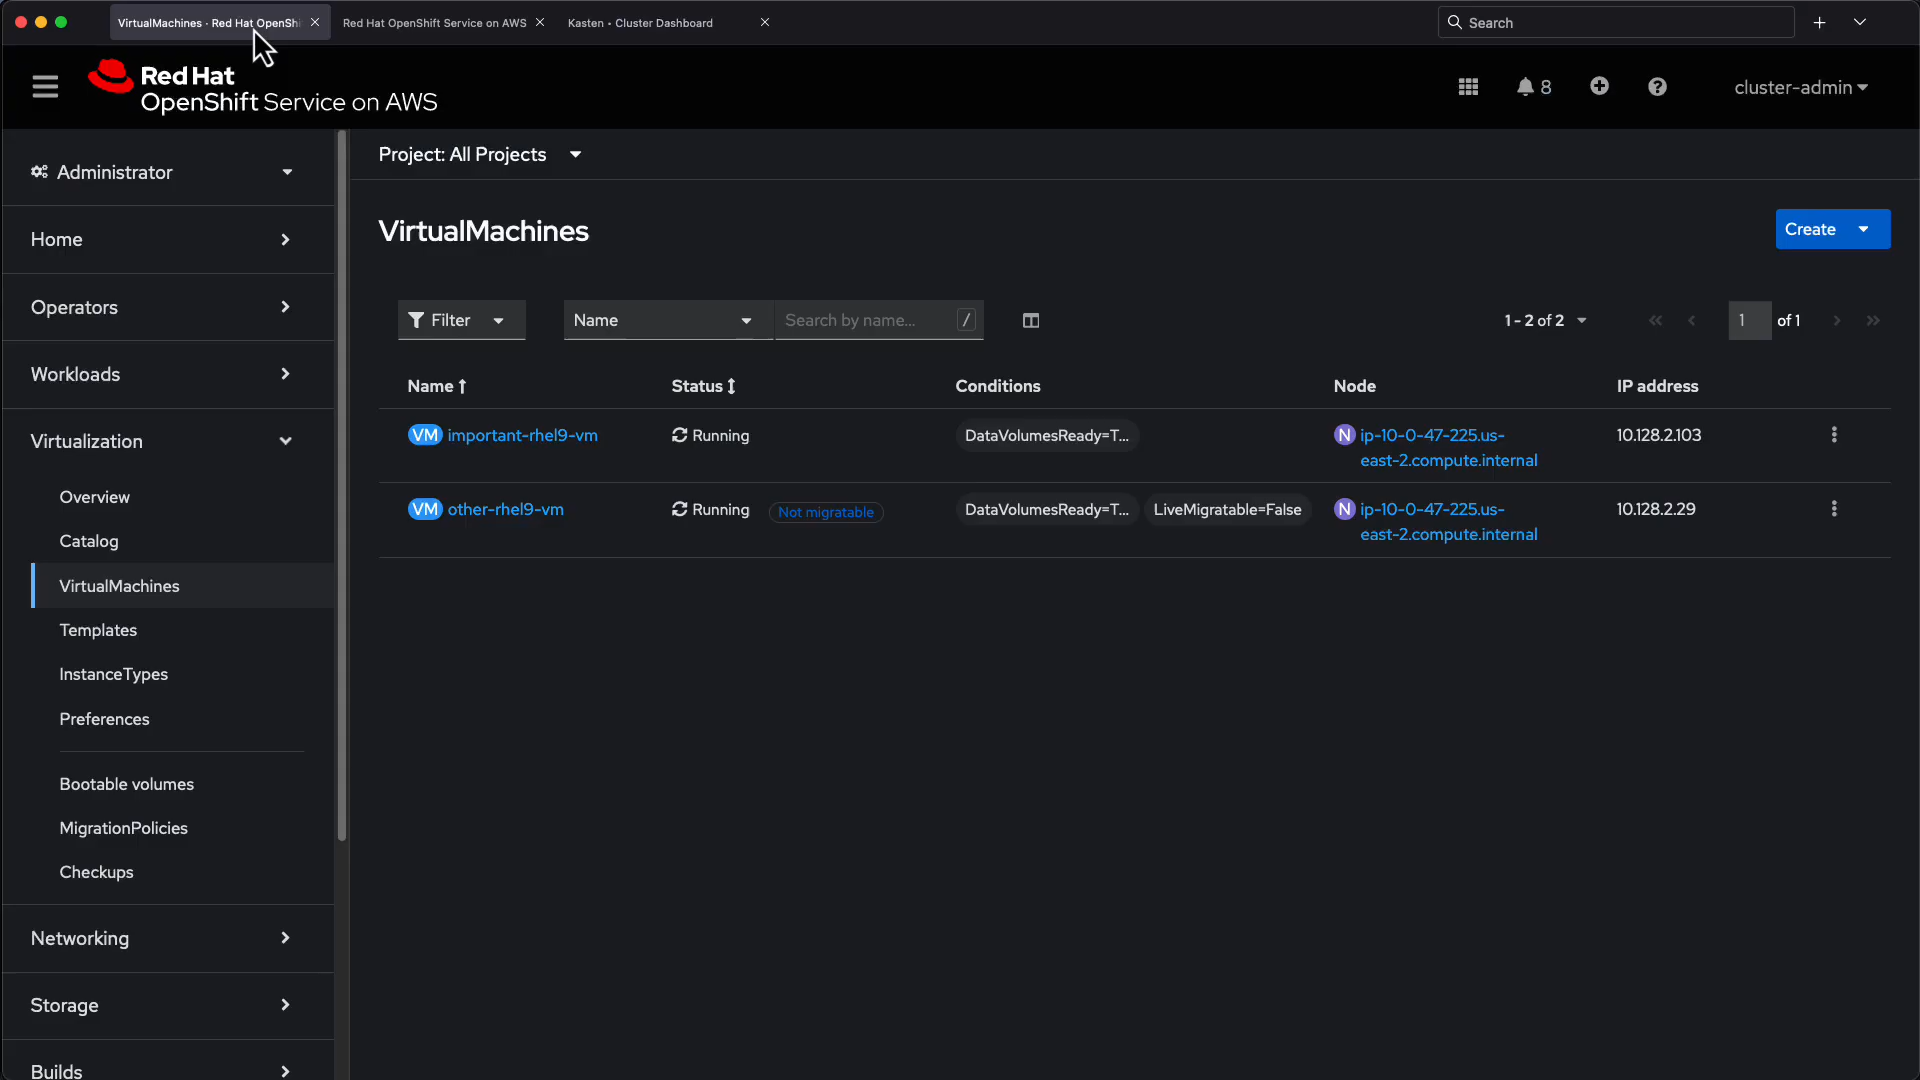 VirtualMachines · Red Hat OpenShi
Red Hat OpenShift Service on AWS
Kasten · Cluster Dashboard
Search
Red Hat
OpenShift Service on AWS
8
cluster-admin
Administrator
Home
Operators
Workloads
Virtualization
Overview
Catalog
VirtualMachines
Templates
InstanceTypes
Preferences
Bootable volumes
MigrationPolicies
Checkups
Networking
Storage
Builds
Project: All Projects
VirtualMachines
Create
Filter
Name
Search by name...
/
1 - 2 of 2
1
of 1
Name
Status
Conditions
Node
IP address
VM important-rhel9-vm
Running
DataVolumesReady=T...
N ip-10-0-47-225.us-
east-2.compute.internal
10.128.2.103
VM other-rhel9-vm
Running
Not migratable
DataVolumesReady=T...
LiveMigratable=False
N ip-10-0-47-225.us-
east-2.compute.internal
10.128.2.29